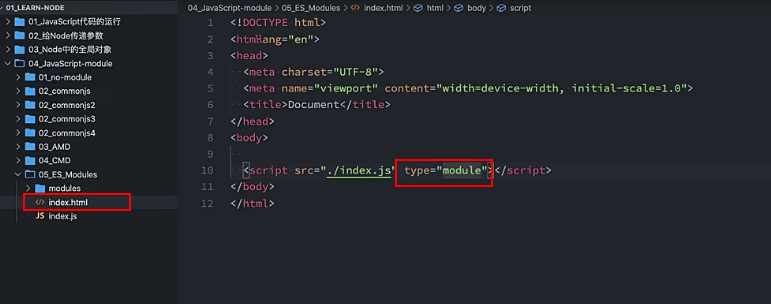 01_LEARN-NODE
01_JavaScript代码的运行
02_给Node传递参数
03_Node中的全局对象
04_JavaScript-module
01_no-module
02_commonjs
02_commonjs2
02_commonjs3
02_commonjs4
03_AMD
04_CMD
05_ES_Modules
modules
index.html
JS index.js
04_JavaScript-module > 05_ES_Modules > index.html > html > body > script
1 <!DOCTYPE html>
2 <html lang="en">
3 <head>
4 <meta charset="UTF-8">
5 <meta name="viewport" content="width=device-width, initial-scale=1.0">
6 <title>Document</title>
7 </head>
8 <body>
9
10 <script src="./index.js" type="module"></script>
11 </body>
12 </html>